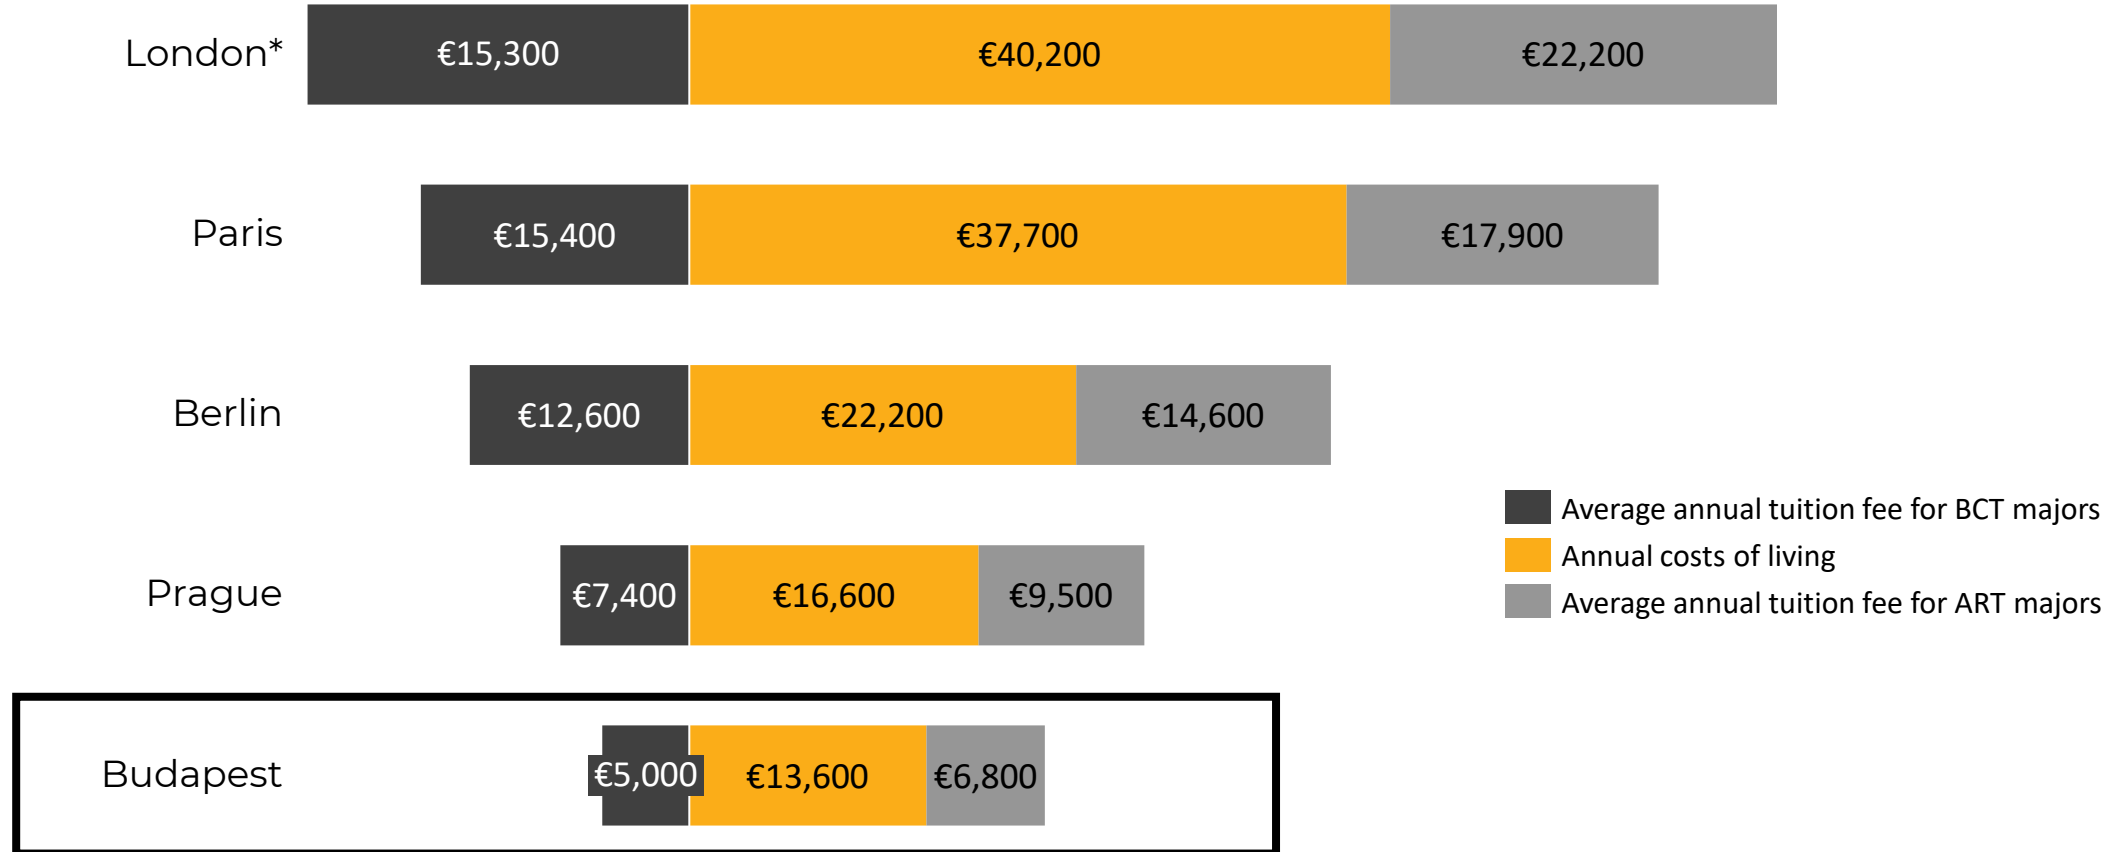 London* €15,300 €40,200 €22,200
Paris €15,400 €37,700 €17,900
Berlin €12,600 €22,200 €14,600
Average annual tuition fee for BCT majors
Annual costs of living
Average annual tuition fee for ART majors
Prague €7,400 €16,600 €9,500
Budapest €5,000 €13,600 €6,800